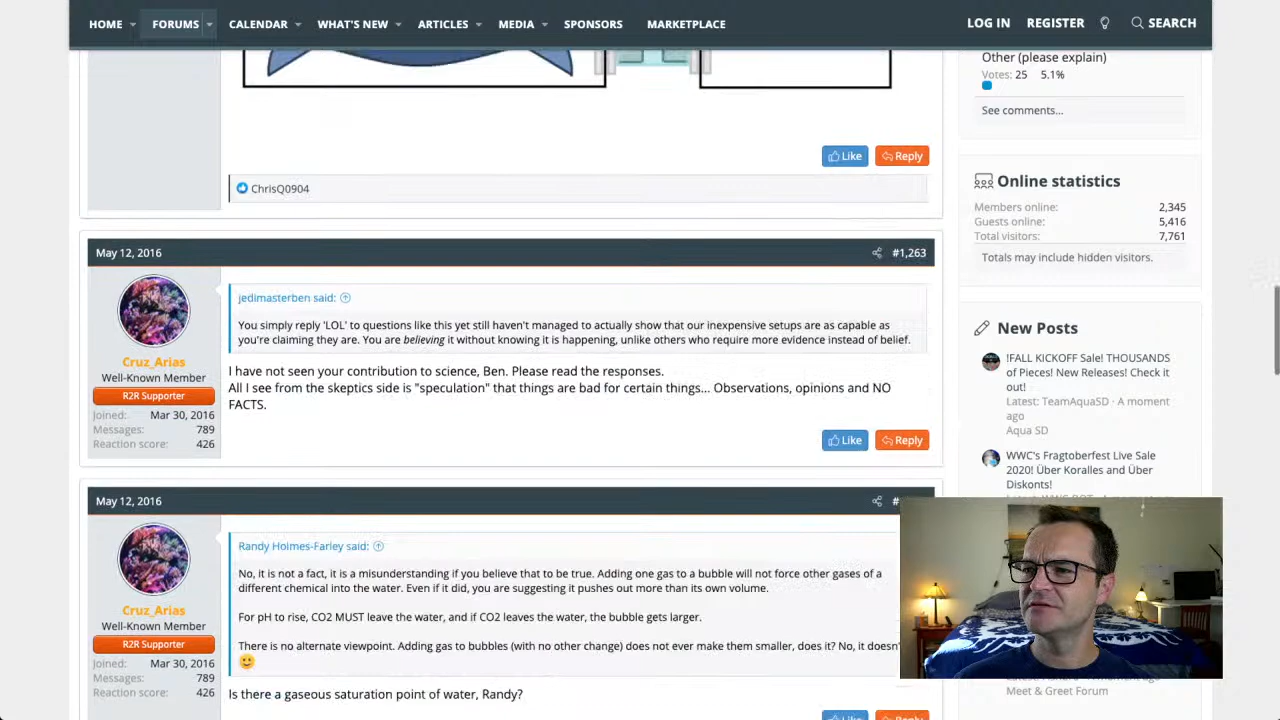 HOME FORUMS CALENDAR WHAT'S NEW ARTICLES MEDIA SPONSORS MARKETPLACE LOG IN REGISTER SEARCH
Like Reply
ChrisQ0904
May 12, 2016 #1,263
Cruz_Arias
Well-Known Member
R2R Supporter
Joined: Mar 30, 2016
Messages: 789
Reaction score: 426
jedimasterben said:
You simply reply 'LOL' to questions like this yet still haven't managed to actually show that our inexpensive setups are as capable as
you're claiming they are. You are believing it without knowing it is happening, unlike others who require more evidence instead of belief.
I have not seen your contribution to science, Ben. Please read the responses.
All I see from the skeptics side is "speculation" that things are bad for certain things... Observations, opinions and NO
FACTS.
Like Reply
May 12, 2016 #
Cruz_Arias
Well-Known Member
R2R Supporter
Joined: Mar 30, 2016
Messages: 789
Reaction score: 426
Randy Holmes-Farley said:
No, it is not a fact, it is a misunderstanding if you believe that to be true. Adding one gas to a bubble will not force other gases of a
different chemical into the water. Even if it did, you are suggesting it pushes out more than its own volume.
For pH to rise, CO2 MUST leave the water, and if CO2 leaves the water, the bubble gets larger.
There is no alternate viewpoint. Adding gas to bubbles (with no other change) does not ever make them smaller, does it? No, it doesn'
Is there a gaseous saturation point of water, Randy?
Like Reply
Other (please explain)
Votes: 25 5.1%
See comments...
Online statistics
Members online: 2,345
Guests online: 5,416
Total visitors: 7,761
Totals may include hidden visitors.
New Posts
!FALL KICKOFF Sale! THOUSANDS
of Pieces! New Releases! Check it
out!
Latest: TeamAquaSD · A moment
ago
Aqua SD
WWC's Fragtoberfest Live Sale
2020! Über Koralles and Über
Diskonts!
Meet & Greet Forum